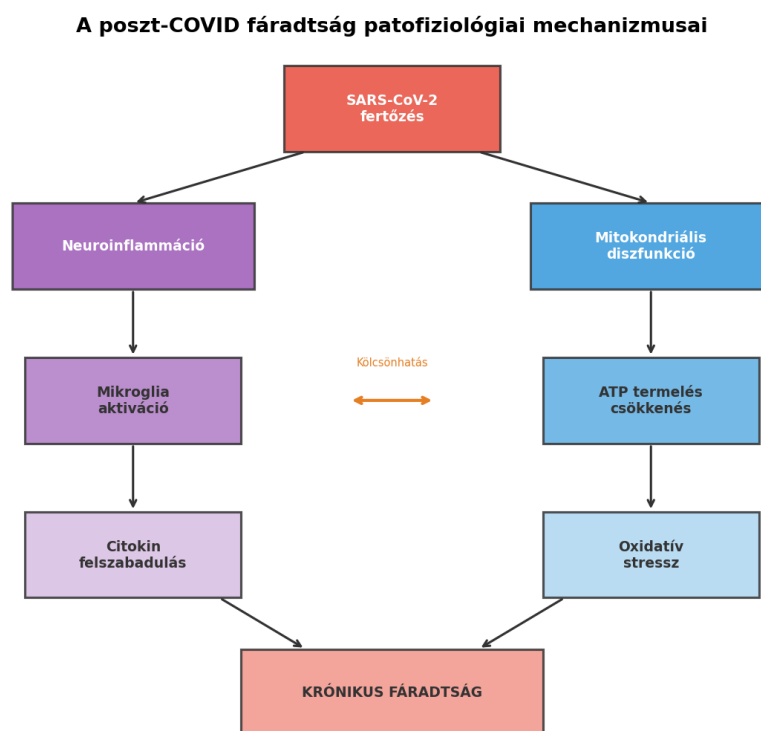 A poszt-COVID fáradtság patofiziológiai mechanizmusai
SARS-CoV-2
fertőzés
Neuroinflammáció
Mitokondriális
diszfunkció
Kölcsönhatás
Mikroglia
aktiváció
ATP termelés
csökkenés
Citokin
felszabadulás
Oxidatív
stressz
KRÓNIKUS FÁRADTSÁG